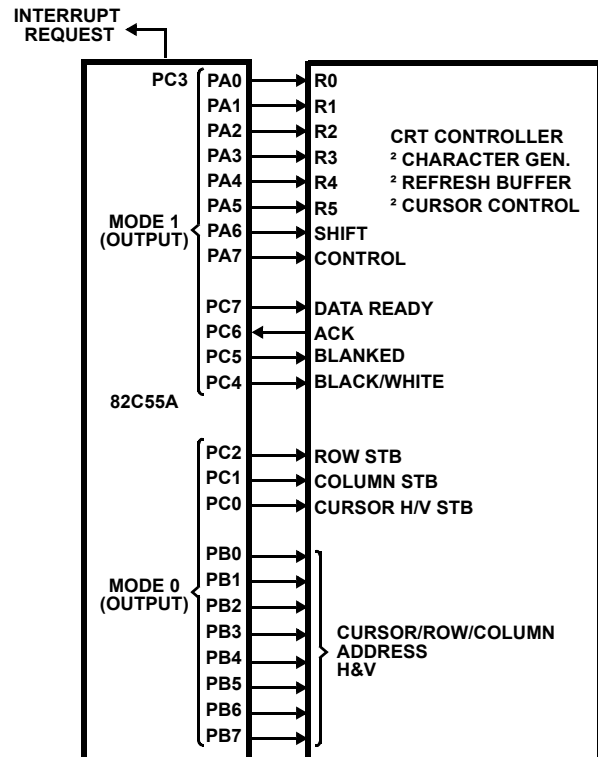 INTERRUPT
REQUEST
PC3 PA0 R0
PA1 R1
PA2 R2
CRT CONTROLLER
PA3 R3
² CHARACTER GEN.
PA4 R4
² REFRESH BUFFER
PA5 R5
² CURSOR CONTROL
MODE 1
(OUTPUT)
PA6 SHIFT
PA7 CONTROL
PC7 DATA READY
PC6 ACK
PC5 BLANKED
PC4 BLACK/WHITE
82C55A
PC2 ROW STB
PC1 COLUMN STB
PC0 CURSOR H/V STB
PB0
PB1
MODE 0
(OUTPUT)
PB2
PB3
PB4
PB5
PB6
PB7
CURSOR/ROW/COLUMN
ADDRESS
H&V